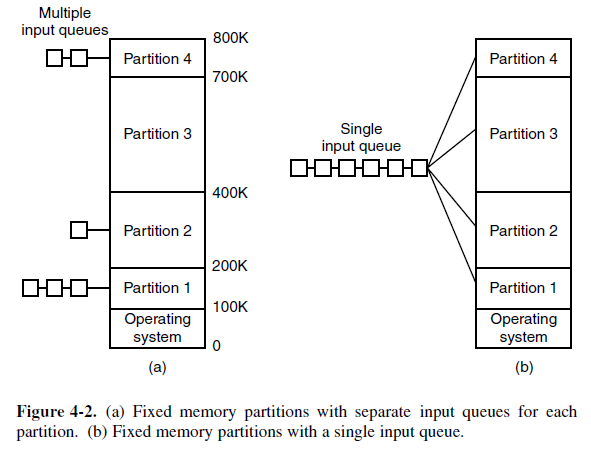 Multiple
input queues
800K
Partition 4
700K
Partition 3
400K
Partition 2
200K
Partition 1
100K
Operating
system
0
(a)
Single
input queue
Partition 4
Partition 3
Partition 2
Partition 1
Operating
system
(b)
Figure 4-2. (a) Fixed memory partitions with separate input queues for each
partition. (b) Fixed memory partitions with a single input queue.